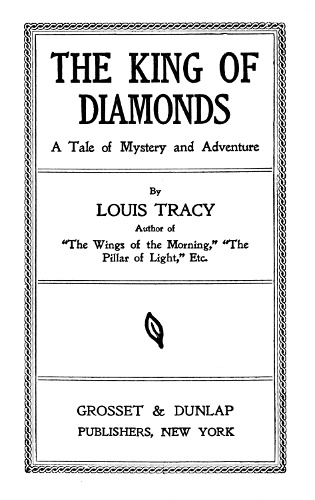 THE KING OF
DIAMONDS
A Tale of Mystery and Adventure
By
LOUIS TRACY
Author of
"The Wings of the Morning," "The
Pillar of Light," Etc.
GROSSET & DUNLAP
PUBLISHERS, NEW YORK